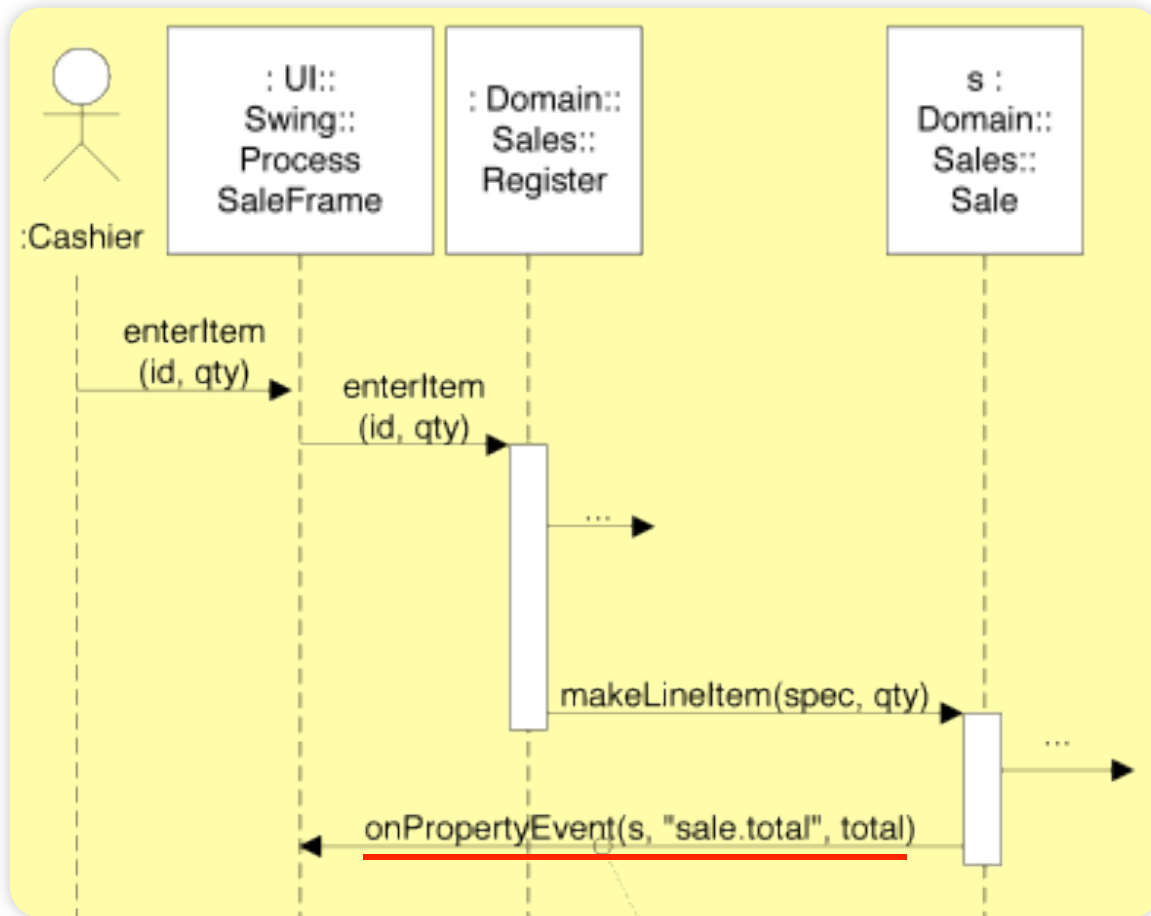 : UI::
Swing::
Process
SaleFrame
: Domain::
Sales::
Register
s :
Domain::
Sales::
Sale
:Cashier
enterItem
(id, qty)
enterItem
(id, qty)
...
makeLineItem(spec, qty)
...
onPropertyEvent(s, "sale.total", total)